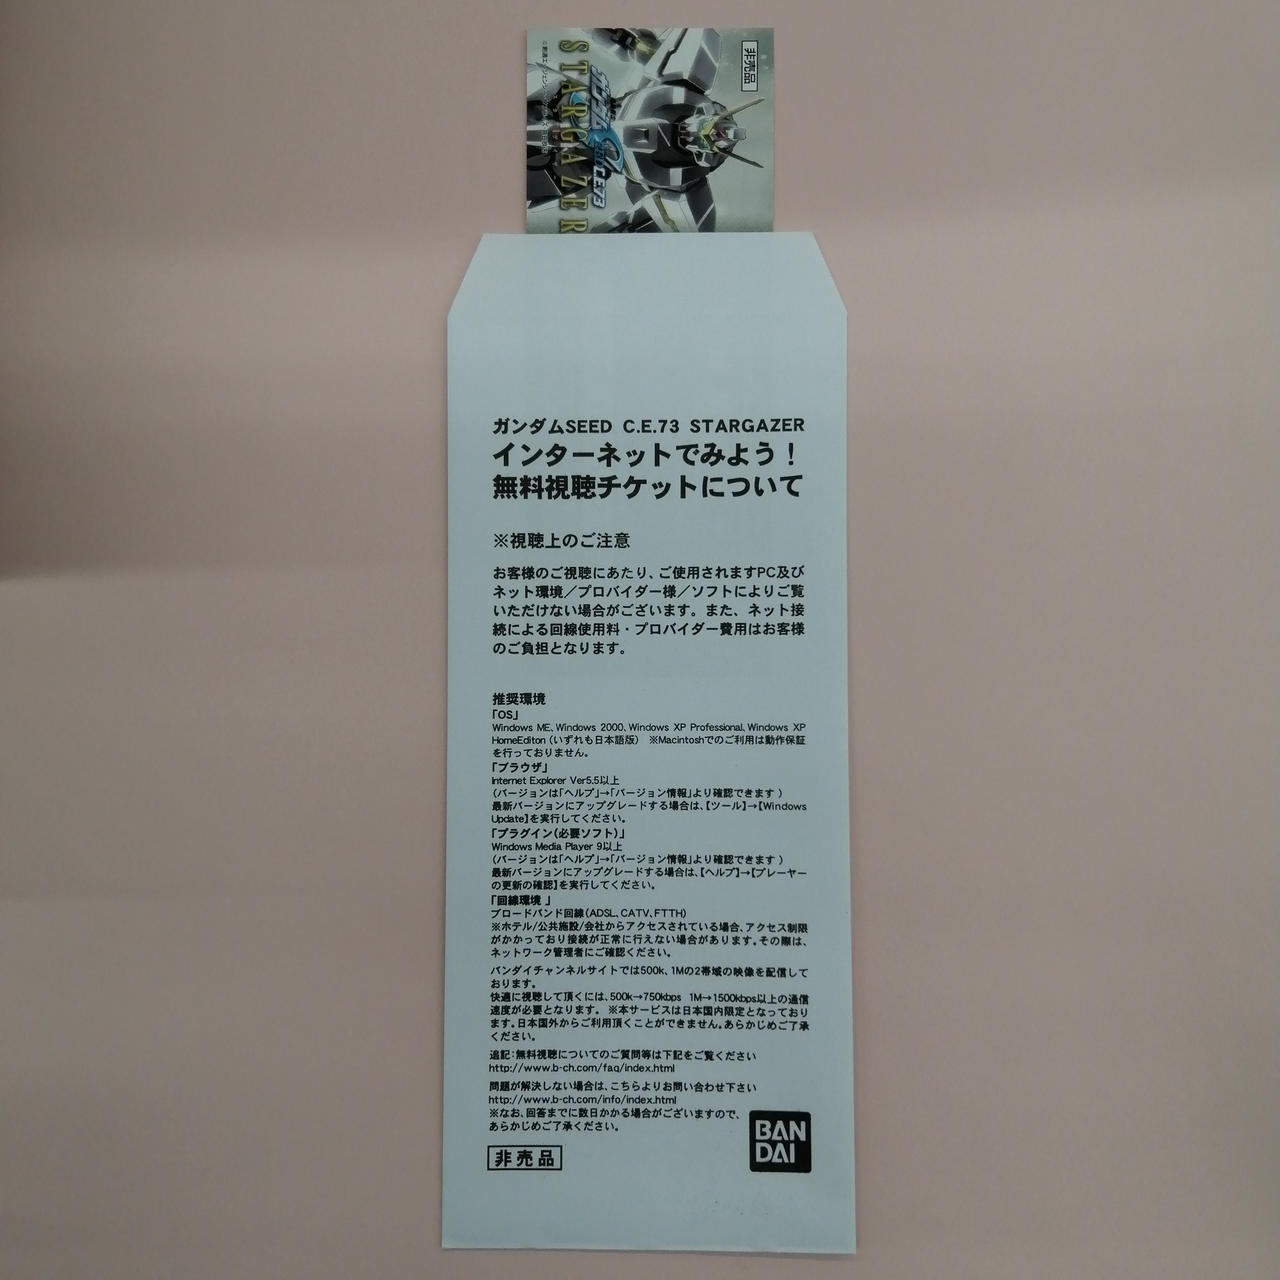 非売品
STARGAZER
ガンダムSEED C.E.73 STARGAZER
インターネットでみよう！
無料視聴チケットについて
※視聴上のご注意
お客様のご視聴にあたり、ご使用されますPC及び
ネット環境／プロバイダー様／ソフトによりご覧
いただけない場合がございます。また、ネット接
続による回線使用料・プロバイダー費用はお客様
のご負担となります。
推奨環境
「OS」
Windows ME、Windows 2000、Windows XP Professional、Windows XP
HomeEditon（いずれも日本語版） ※Macintoshでのご利用は動作保証
を行っておりません。
「ブラウザ」
Internet Explorer Ver5.5以上
（バージョンは「ヘルプ」→「バージョン情報」より確認できます ）
最新バージョンにアップグレードする場合は、【ツール】→【Windows
Update】を実行してください。
「プラグイン（必要ソフト）」
Windows Media Player 9以上
（バージョンは「ヘルプ」→「バージョン情報」より確認できます ）
最新バージョンにアップグレードする場合は、【ヘルプ】→【プレーヤー
の更新の確認】を実行してください。
「回線環境 」
ブロードバンド回線（ADSL、CATV、FTTH）
※ホテル/公共施設/会社からアクセスされている場合、アクセス制限
がかかっており接続が正常に行えない場合があります。その際は、
ネットワーク管理者にご確認ください。
バンダイチャンネルサイトでは500k、1Mの2帯域の映像を配信して
おります。
快適に視聴して頂くには、500k→750kbps 1M→1500kbps以上の通信
速度が必要となります。 ※本サービスは日本国内限定となっており
ます。日本国外からご利用頂くことができません。あらかじめご了承
ください。
追記：無料視聴についてのご質問等は下記をご覧ください
http://www.b-ch.com/faq/index.html
問題が解決しない場合は、こちらよりお問い合わせ下さい
http://www.b-ch.com/info/index.html
※なお、回答までに数日かかる場合がございますので、
あらかじめご了承ください。
非売品
BAN
DAI